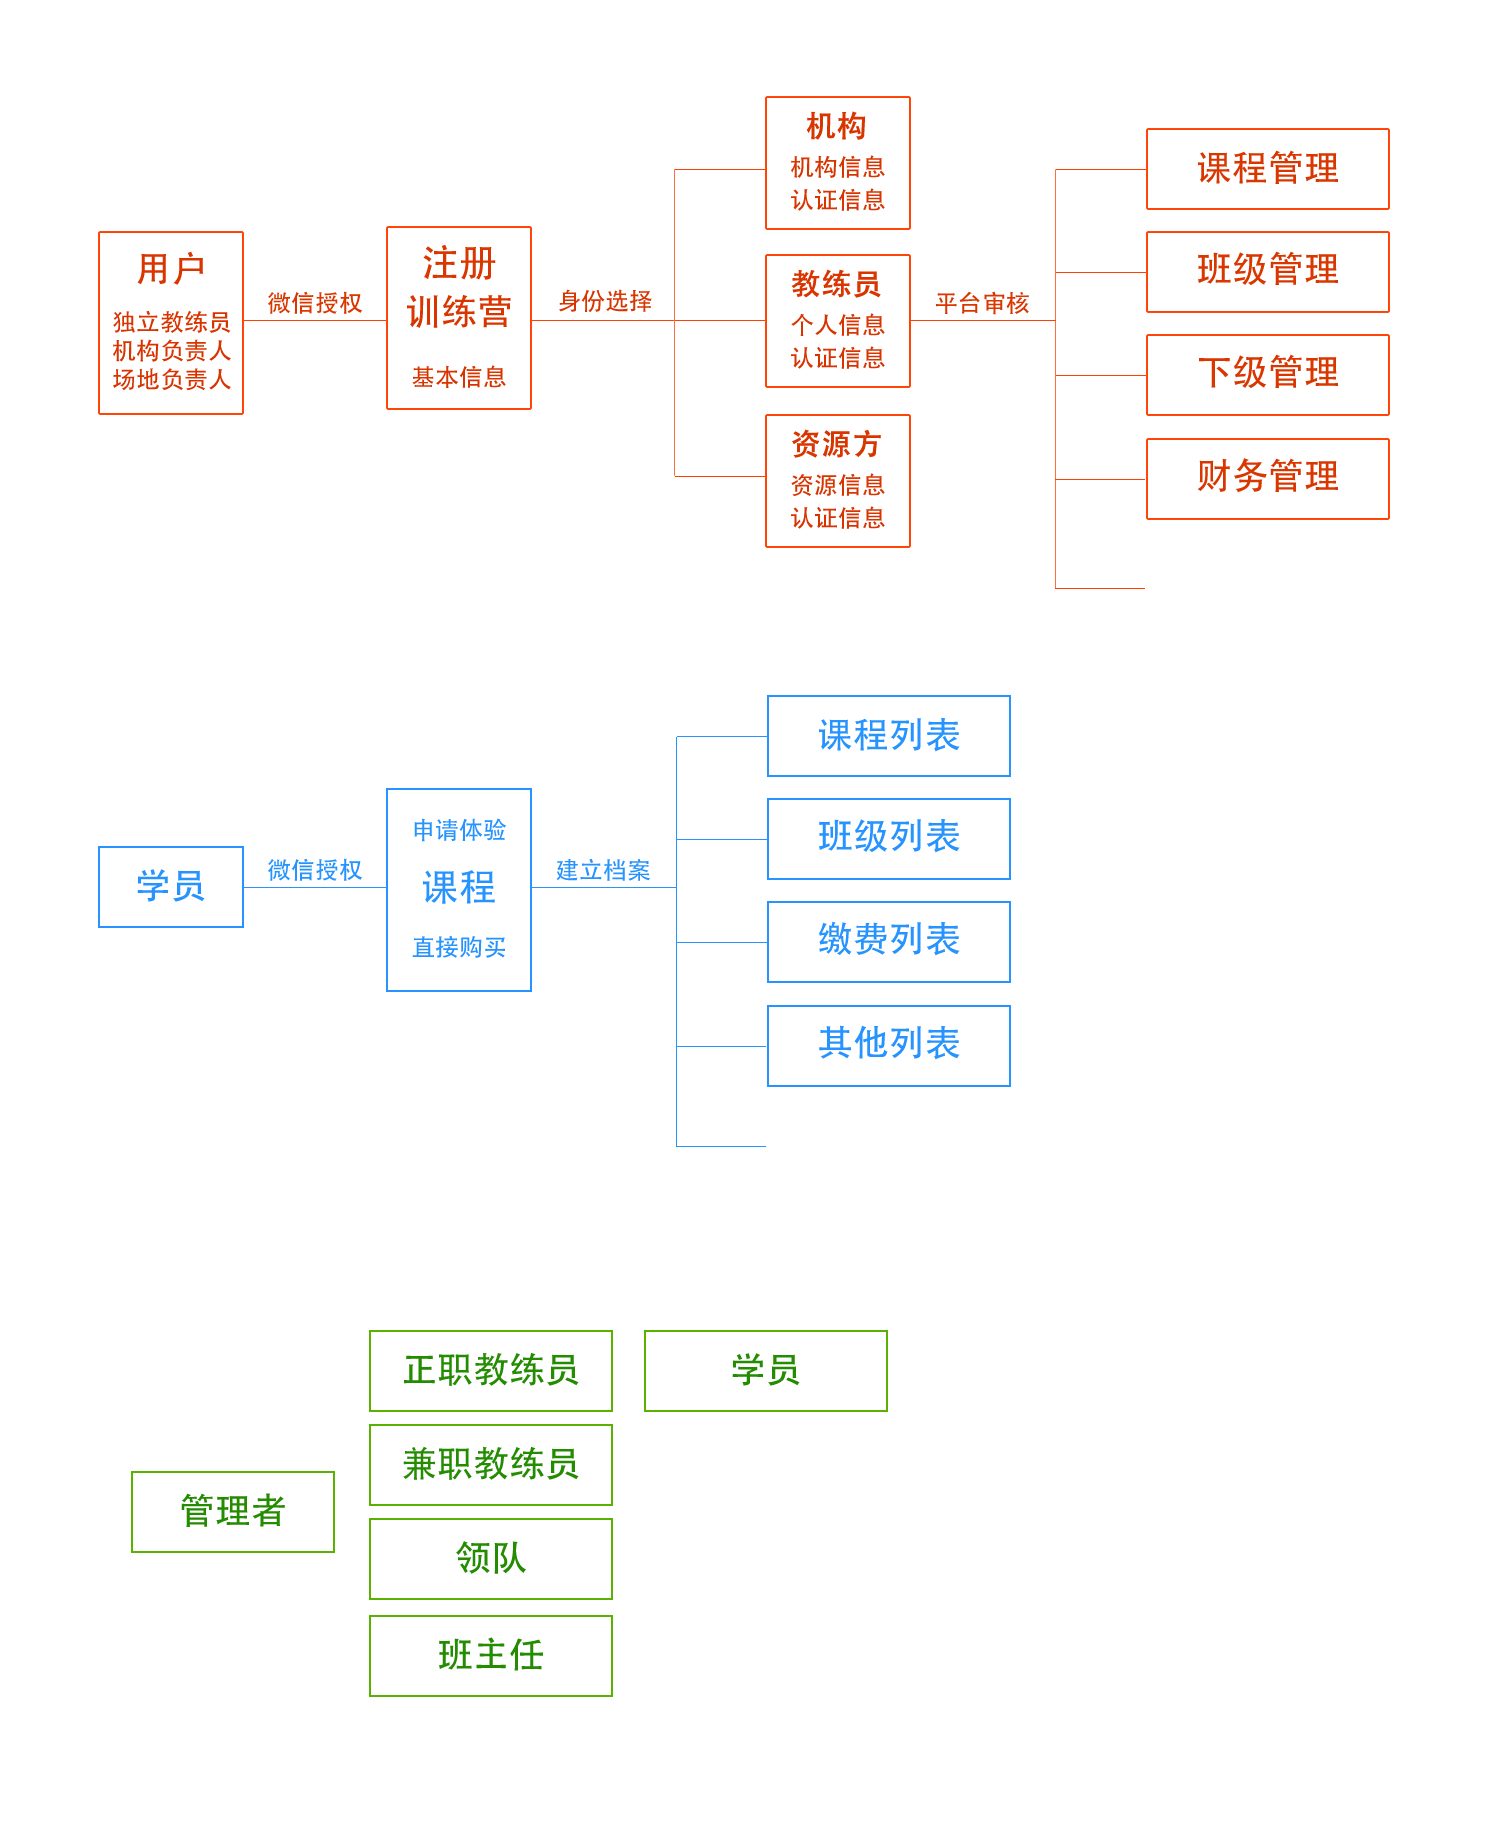 用户
独立教练员
机构负责人
场地负责人
微信授权
注册
训练营
基本信息
身份选择
机构
机构信息
认证信息
教练员
个人信息
认证信息
资源方
资源信息
认证信息
平台审核
课程管理
班级管理
下级管理
财务管理
学员
微信授权
申请体验
课程
直接购买
建立档案
课程列表
班级列表
缴费列表
其他列表
管理者
正职教练员
兼职教练员
领队
班主任
学员